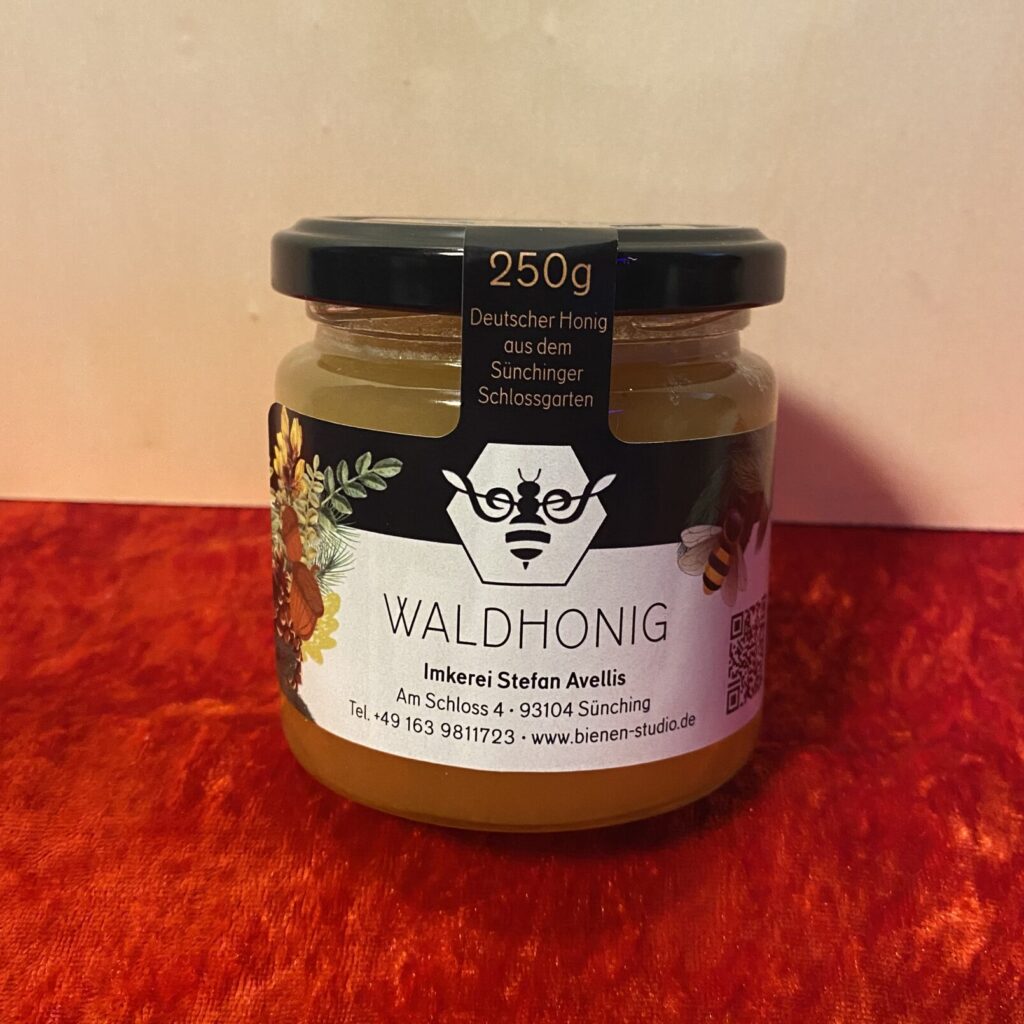 250g
Deutscher Honig
aus dem
Sünchinger
Schlossgarten
WALDHONIG
Imkerei Stefan Avellis
Am Schloss 4 • 93104 Sünching
Tel. +49 163 9811723 • www.bienen-studio.de